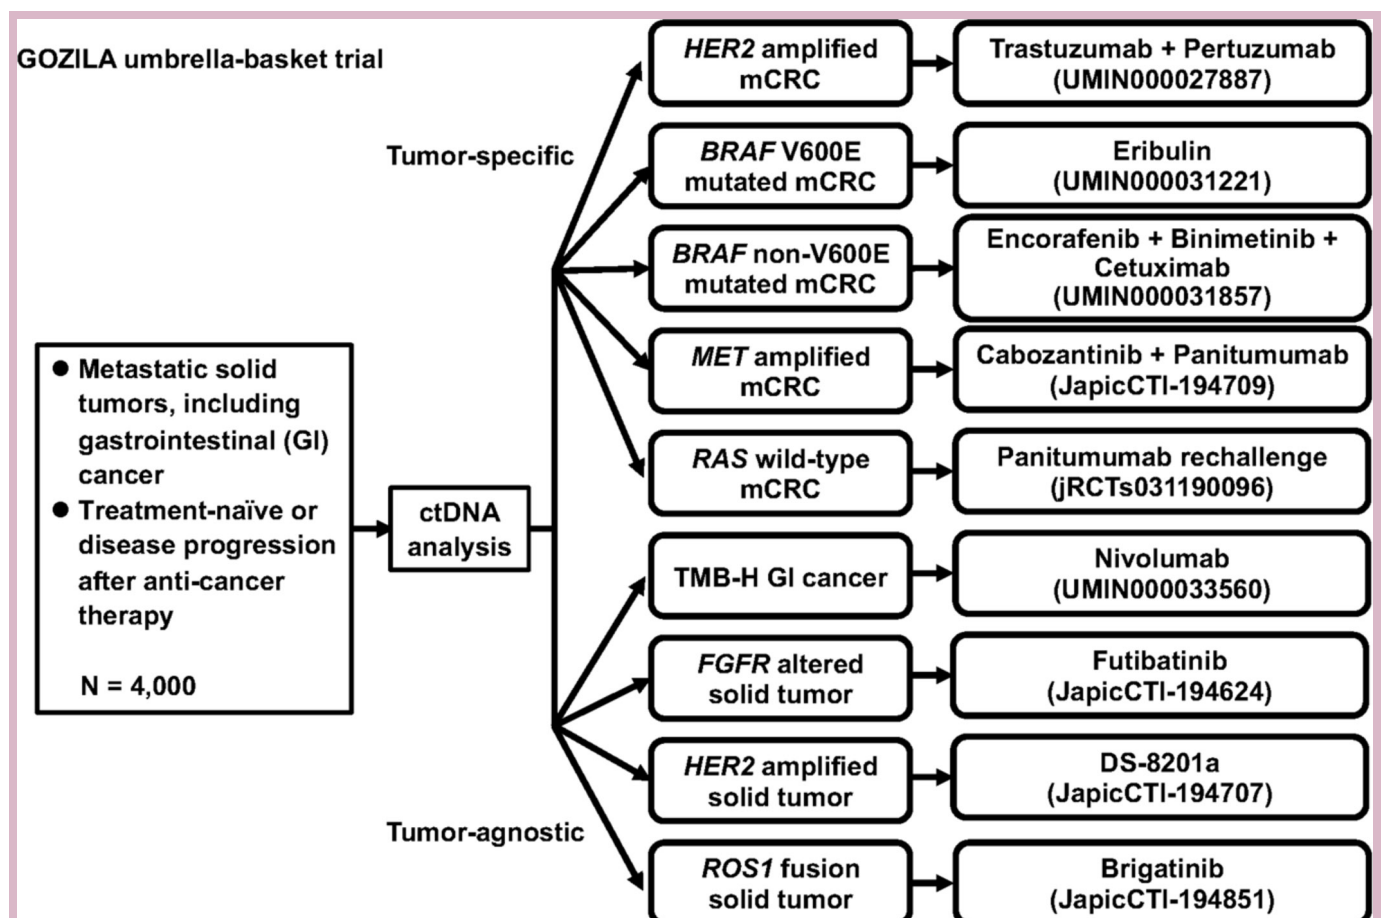 GOZILA umbrella-basket trial
● Metastatic solid
tumors, including
gastrointestinal (GI)
cancer
● Treatment-naïve or
disease progression
after anti-cancer
therapy
N = 4,000
ctDNA
analysis
Tumor-specific
HER2 amplified
mCRC
Trastuzumab + Pertuzumab
(UMIN000027887)
BRAF V600E
mutated mCRC
Eribulin
(UMIN000031221)
BRAF non-V600E
mutated mCRC
Encorafenib + Binimetinib +
Cetuximab
(UMIN000031857)
MET amplified
mCRC
Cabozantinib + Panitumumab
(JapicCTI-194709)
RAS wild-type
mCRC
Panitumumab rechallenge
(jRCTs031190096)
Tumor-agnostic
TMB-H GI cancer
Nivolumab
(UMIN000033560)
FGFR altered
solid tumor
Futibatinib
(JapicCTI-194624)
HER2 amplified
solid tumor
DS-8201a
(JapicCTI-194707)
ROS1 fusion
solid tumor
Brigatinib
(JapicCTI-194851)